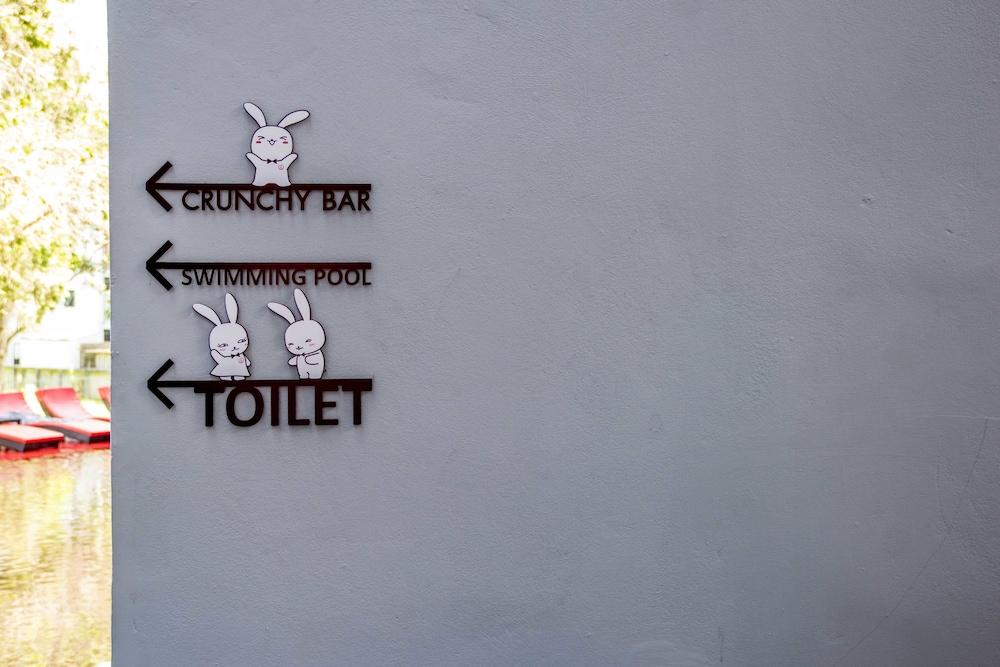 CRUNCHY BAR
SWIMMING POOL
TOILET